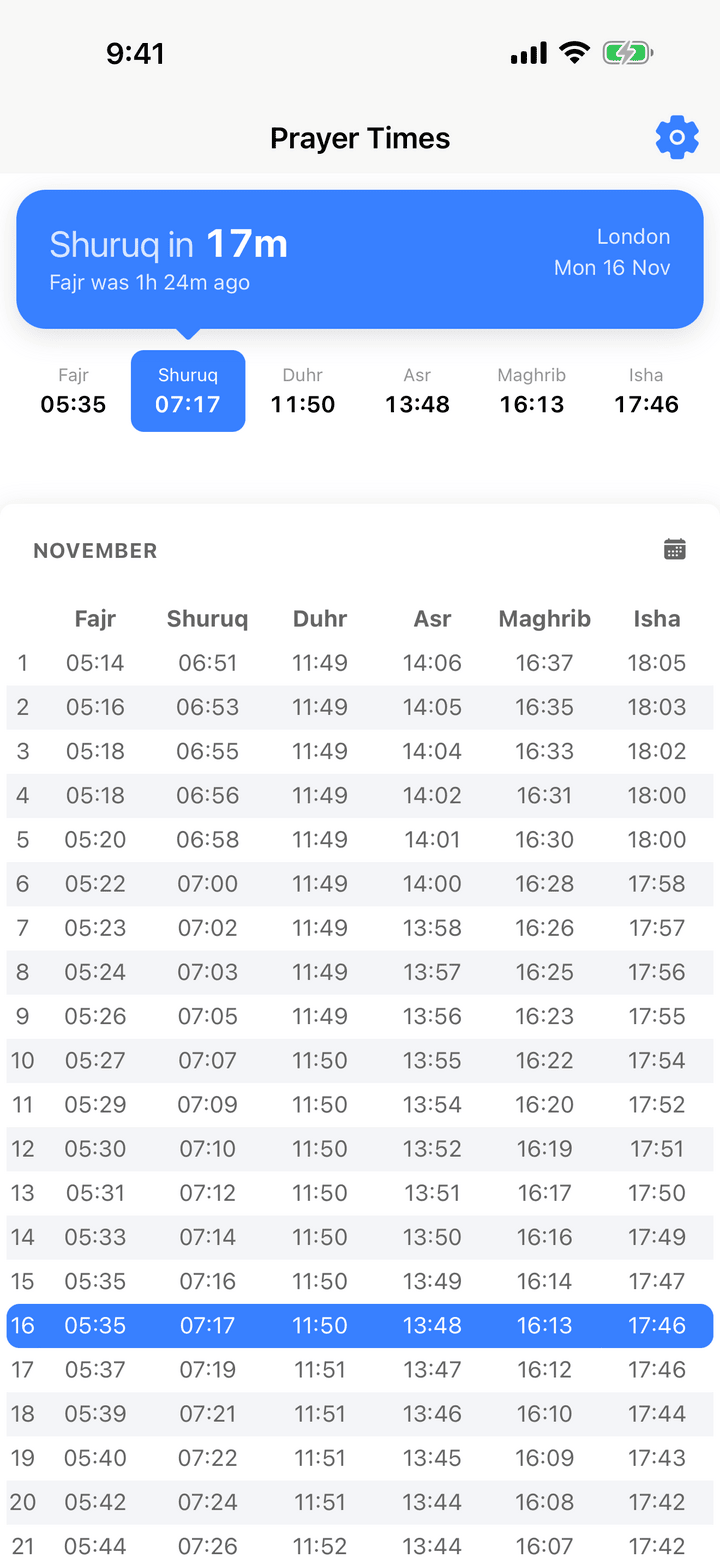 9:41
Prayer Times
Shuruq in 17m
London
Fajr was 1h 24m ago
Mon 16 Nov
Fajr Shuruq Duhr Asr Maghrib Isha
05:35 07:17 11:50 13:48 16:13 17:46
NOVEMBER
Fajr Shuruq Duhr Asr Maghrib Isha
1 05:14 06:51 11:49 14:06 16:37 18:05
2 05:16 06:53 11:49 14:05 16:35 18:03
3 05:18 06:55 11:49 14:04 16:33 18:02
4 05:18 06:56 11:49 14:02 16:31 18:00
5 05:20 06:58 11:49 14:01 16:30 18:00
6 05:22 07:00 11:49 14:00 16:28 17:58
7 05:23 07:02 11:49 13:58 16:26 17:57
8 05:24 07:03 11:49 13:57 16:25 17:56
9 05:26 07:05 11:49 13:56 16:23 17:55
10 05:27 07:07 11:50 13:55 16:22 17:54
11 05:29 07:09 11:50 13:54 16:20 17:52
12 05:30 07:10 11:50 13:52 16:19 17:51
13 05:31 07:12 11:50 13:51 16:17 17:50
14 05:33 07:14 11:50 13:50 16:16 17:49
15 05:35 07:16 11:50 13:49 16:14 17:47
16 05:35 07:17 11:50 13:48 16:13 17:46
17 05:37 07:19 11:51 13:47 16:12 17:46
18 05:39 07:21 11:51 13:46 16:10 17:44
19 05:40 07:22 11:51 13:45 16:09 17:43
20 05:42 07:24 11:51 13:44 16:08 17:42
21 05:44 07:26 11:52 13:44 16:07 17:42